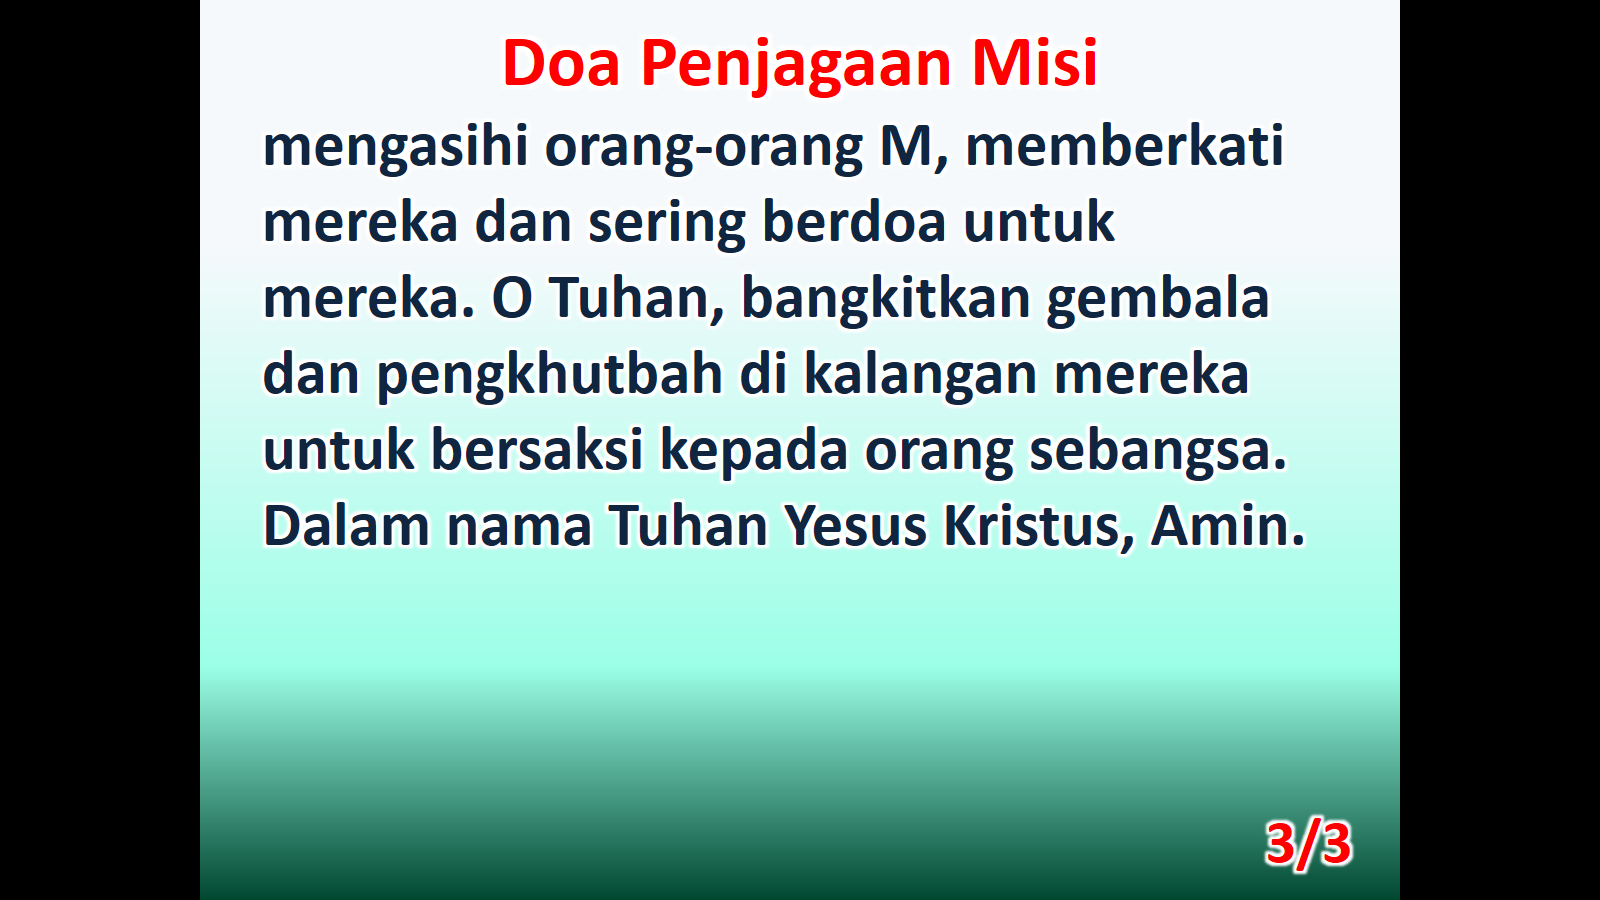 Doa Penjagaan Misi
mengasihi orang-orang M, memberkati
mereka dan sering berdoa untuk
mereka. O Tuhan, bangkitkan gembala
dan pengkhutbah di kalangan mereka
untuk bersaksi kepada orang sebangsa.
Dalam nama Tuhan Yesus Kristus, Amin.
3/3